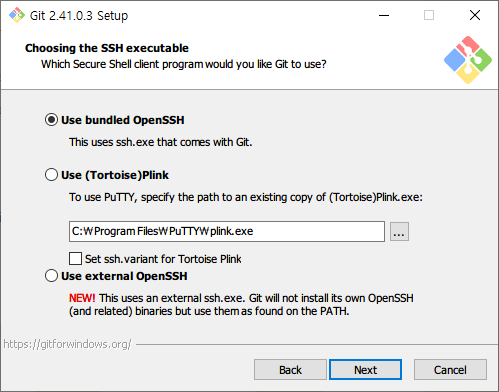 Git 2.41.0.3 Setup
Choosing the SSH executable
Which Secure Shell client program would you like Git to use?
Use bundled OpenSSH
This uses ssh.exe that comes with Git.
Use (Tortoise)Plink
To use PuTTY, specify the path to an existing copy of (Tortoise)Plink.exe:
C:₩Program Files₩PuTTY₩plink.exe
...
Set ssh.variant for Tortoise Plink
Use external OpenSSH
NEW! This uses an external ssh.exe. Git will not install its own OpenSSH
(and related) binaries but use them as found on the PATH.
https://gitforwindows.org/
Back Next Cancel